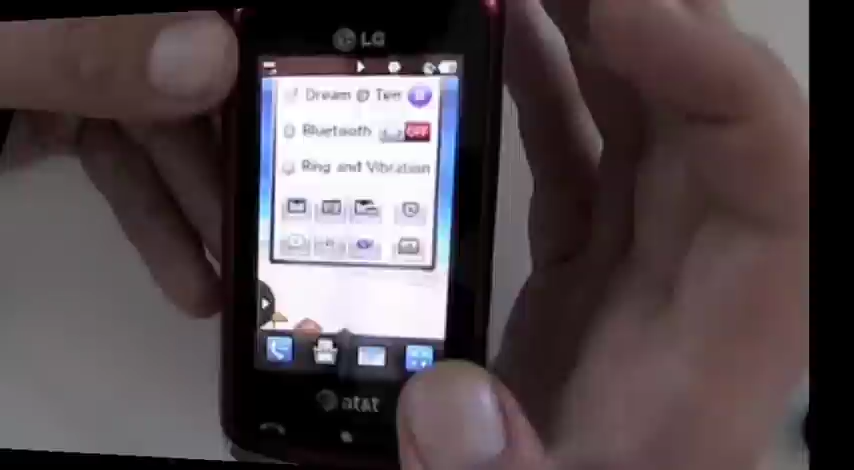 LG
Dream @ Ten
Bluetooth OFF
Ring and Vibration
at&t